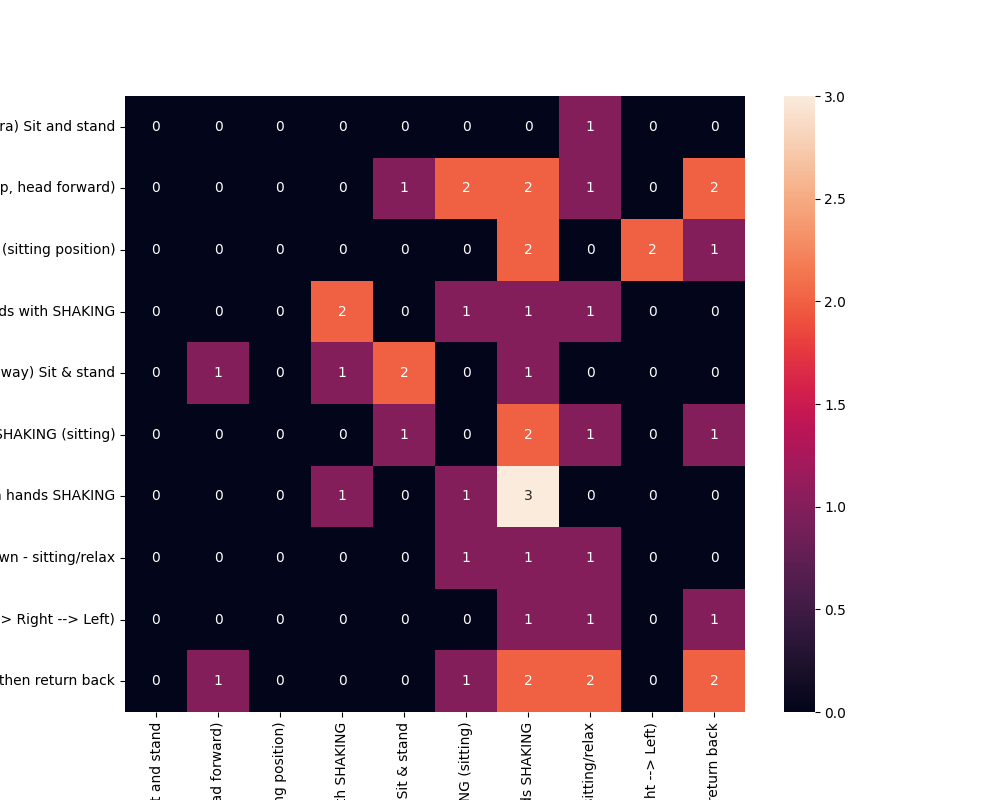 ra) Sit and stand 0 0 0 0 0 0 0 1 0 0
p, head forward) 0 0 0 0 1 2 2 1 0 2
(sitting position) 0 0 0 0 0 0 2 0 2 1
ds with SHAKING 0 0 0 2 0 1 1 1 0 0
way) Sit & stand 0 1 0 1 2 0 1 0 0 0
SHAKING (sitting) 0 0 0 0 1 0 2 1 0 1
hands SHAKING 0 0 0 1 0 1 3 0 0 0
wn - sitting/relax 0 0 0 0 0 1 1 1 0 0
> Right --> Left) 0 0 0 0 0 0 1 1 0 1
then return back 0 1 0 0 0 1 2 2 0 2
t and stand
ad forward)
ng position)
th SHAKING
Sit & stand
NG (sitting)
ds SHAKING
sitting/relax
ht --> Left)
return back
3.0
2.5
2.0
1.5
1.0
0.5
0.0